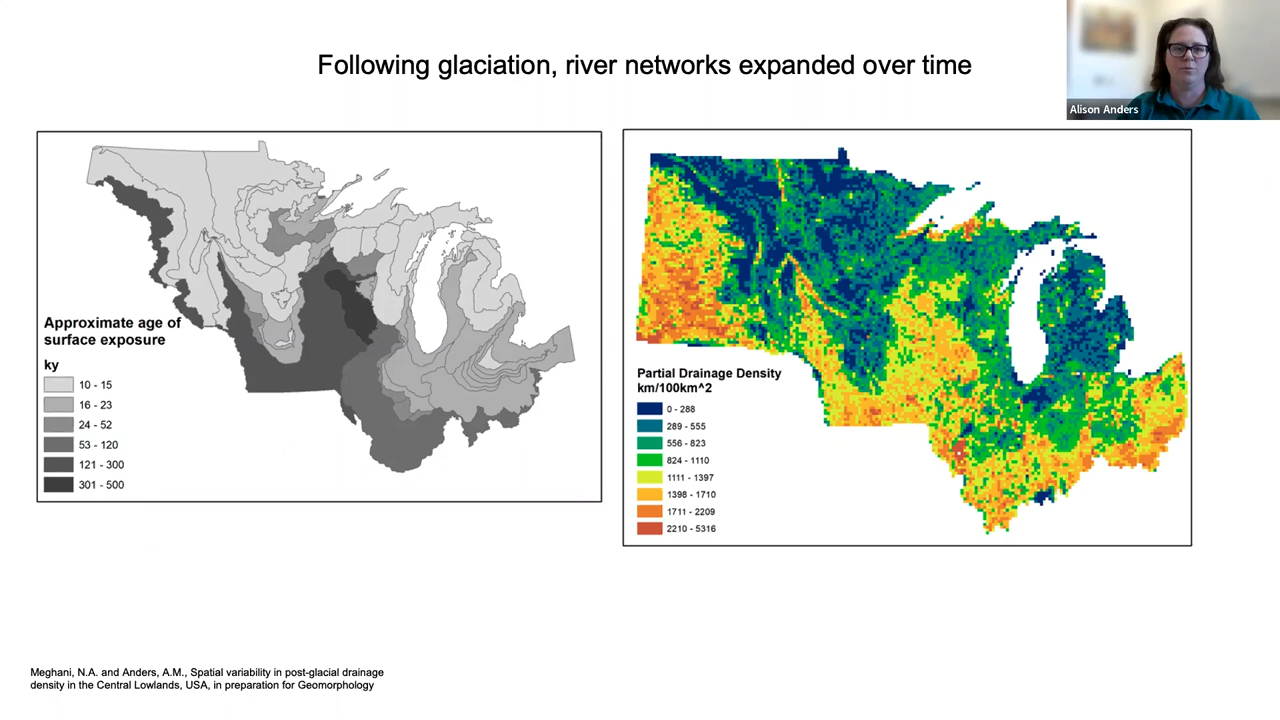 Following glaciation, river networks expanded over time
Alison Anders
Approximate age of
surface exposure
ky
10 - 15
16 - 23
24 - 52
53 - 120
121 - 300
301 - 500
Partial Drainage Density
km/100km^2
0 - 288
289 - 555
556 - 823
824 - 1110
1111 - 1397
1398 - 1710
1711 - 2209
2210 - 5316
Meghani, N.A. and Anders, A.M., Spatial variability in post-glacial drainage
density in the Central Lowlands, USA, in preparation for Geomorphology